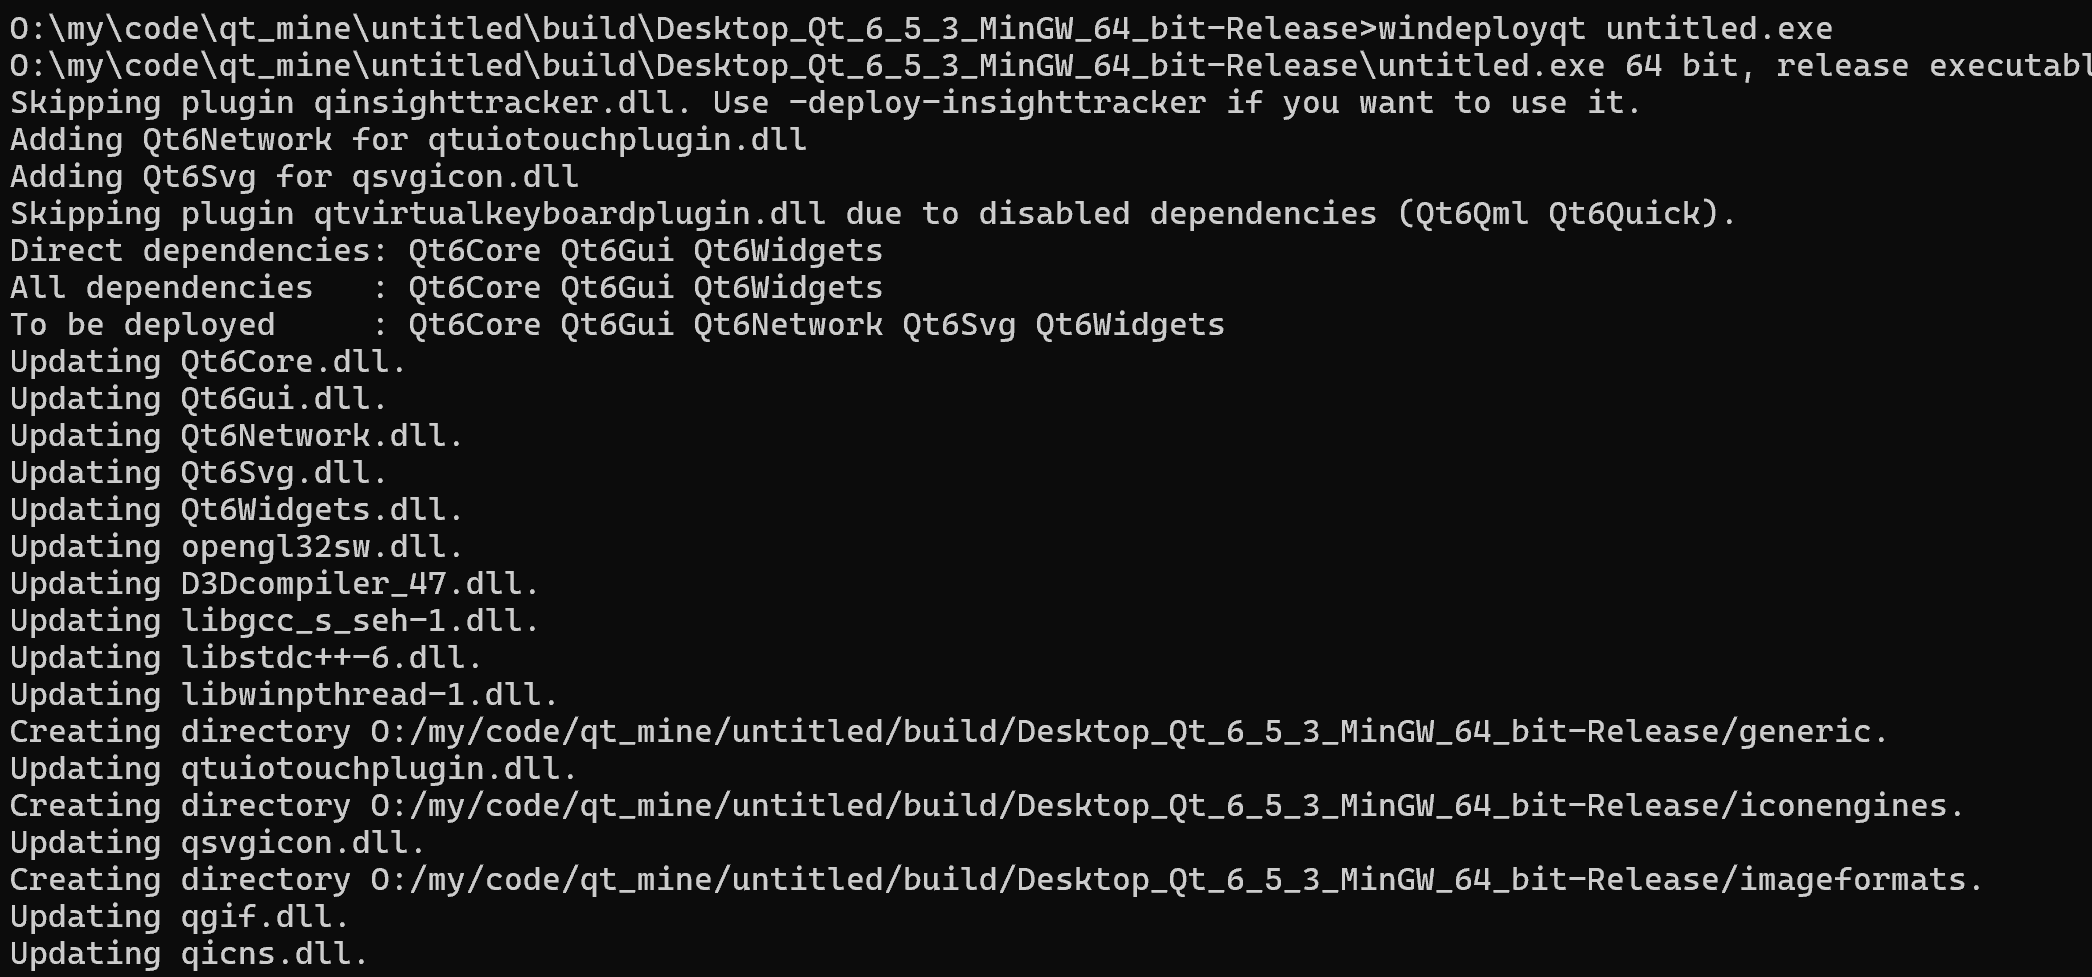 O:\my\code\qt_mine\untitled\build\Desktop_Qt_6_5_3_MinGW_64_bit-Release>windeployqt untitled.exe
O:\my\code\qt_mine\untitled\build\Desktop_Qt_6_5_3_MinGW_64_bit-Release\untitled.exe 64 bit, release executabl
Skipping plugin qinsighttracker.dll. Use -deploy-insighttracker if you want to use it.
Adding Qt6Network for qtuiotouchplugin.dll
Adding Qt6Svg for qsvgicon.dll
Skipping plugin qtvirtualkeyboardplugin.dll due to disabled dependencies (Qt6Qml Qt6Quick).
Direct dependencies: Qt6Core Qt6Gui Qt6Widgets
All dependencies   : Qt6Core Qt6Gui Qt6Widgets
To be deployed     : Qt6Core Qt6Gui Qt6Network Qt6Svg Qt6Widgets
Updating Qt6Core.dll.
Updating Qt6Gui.dll.
Updating Qt6Network.dll.
Updating Qt6Svg.dll.
Updating Qt6Widgets.dll.
Updating opengl32sw.dll.
Updating D3Dcompiler_47.dll.
Updating libgcc_s_seh-1.dll.
Updating libstdc++-6.dll.
Updating libwinpthread-1.dll.
Creating directory O:/my/code/qt_mine/untitled/build/Desktop_Qt_6_5_3_MinGW_64_bit-Release/generic.
Updating qtuiotouchplugin.dll.
Creating directory O:/my/code/qt_mine/untitled/build/Desktop_Qt_6_5_3_MinGW_64_bit-Release/iconengines.
Updating qsvgicon.dll.
Creating directory O:/my/code/qt_mine/untitled/build/Desktop_Qt_6_5_3_MinGW_64_bit-Release/imageformats.
Updating qgif.dll.
Updating qicns.dll.